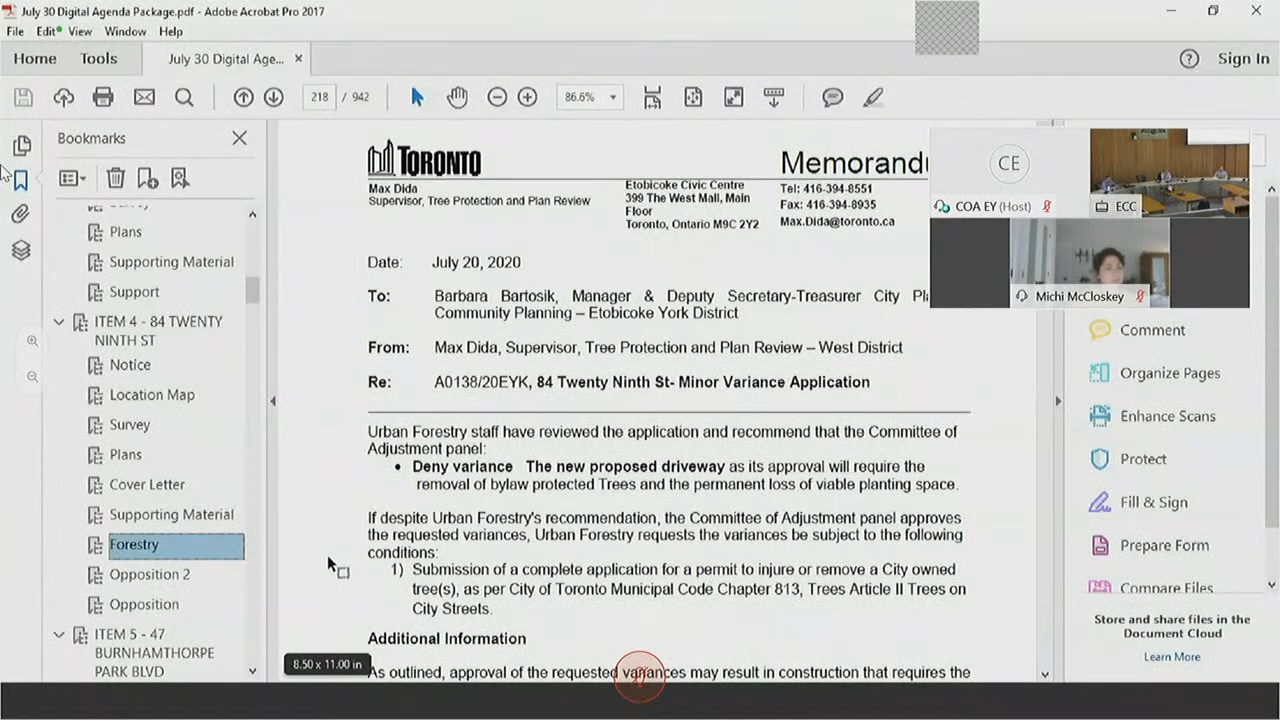 July 30 Digital Agenda Package.pdf - Adobe Acrobat Pro 2017
File Edit View Window Help
Home Tools July 30 Digital Age... × Sign In
218 / 942 86.6%
Bookmarks
Plans
Supporting Material
Support
ITEM 4 - 84 TWENTY
NINTH ST
Notice
Location Map
Survey
Plans
Cover Letter
Supporting Material
Forestry
Opposition 2
Opposition
ITEM 5 - 47
BURNHAMTHORPE
PARK BLVD
TORONTO
Max Dida
Supervisor, Tree Protection and Plan Review
Etobicoke Civic Centre
399 The West Mall, Main
Floor
Toronto, Ontario M9C 2Y2
Memorand
Tel: 416-394-8551
Fax: 416-394-8935
Max.Dida@toronto.ca
Date: July 20, 2020
To: Barbara Bartosik, Manager & Deputy Secretary-Treasurer City Pl
Community Planning – Etobicoke York District
From: Max Dida, Supervisor, Tree Protection and Plan Review – West District
Re: A0138/20EYK, 84 Twenty Ninth St- Minor Variance Application
Urban Forestry staff have reviewed the application and recommend that the Committee of
Adjustment panel:
• Deny variance The new proposed driveway as its approval will require the
removal of bylaw protected Trees and the permanent loss of viable planting space.
If despite Urban Forestry's recommendation, the Committee of Adjustment panel approves
the requested variances, Urban Forestry requests the variances be subject to the following
conditions:
1) Submission of a complete application for a permit to injure or remove a City owned
tree(s), as per City of Toronto Municipal Code Chapter 813, Trees Article II Trees on
City Streets.
Additional Information
As outlined, approval of the requested variances may result in construction that requires the
8.50 x 11.00 in
CE
COA EY (Host)
ECC
Michi McCloskey
Comment
Organize Pages
Enhance Scans
Protect
Fill & Sign
Prepare Form
Compare Files
Store and share files in the
Document Cloud
Learn More